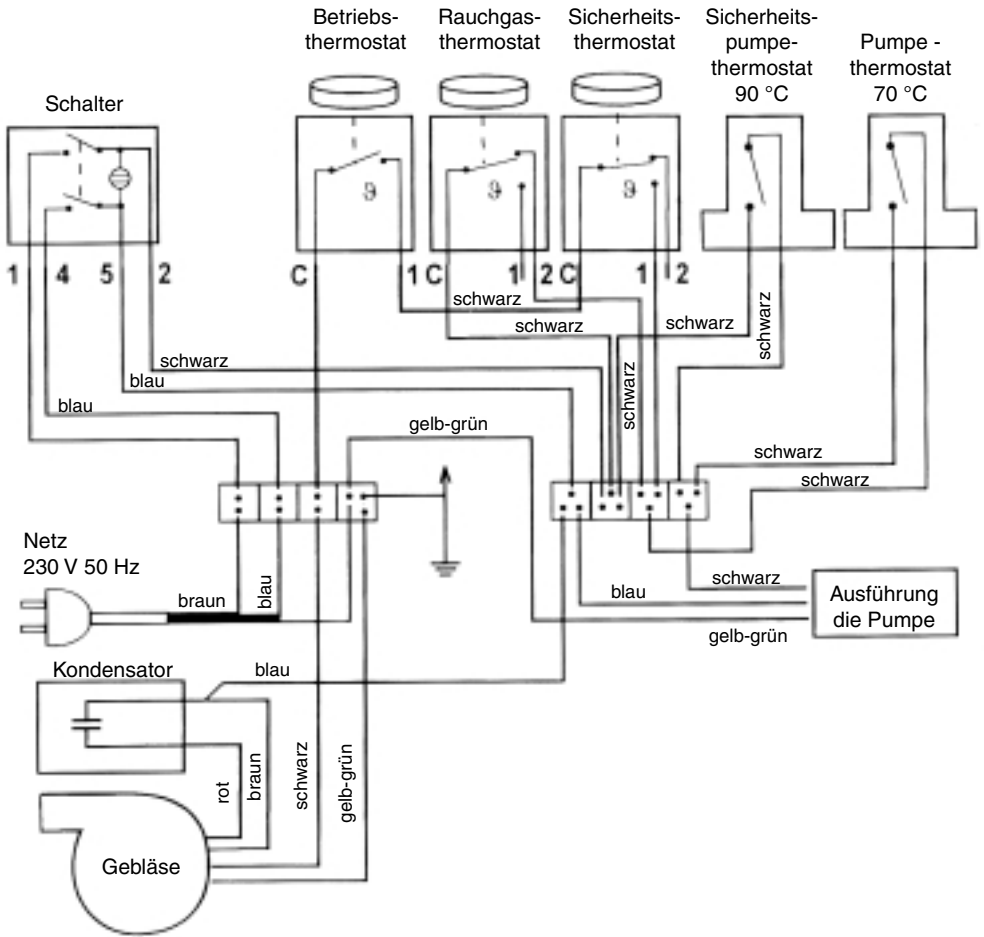 Betriebs-
thermostat
Rauchgas-
thermostat
Sicherheits-
thermostat
Sicherheits-
pumpe-
thermostat
90 °C
Pumpe -
thermostat
70 °C
Schalter
ϑ
ϑ
ϑ
1 4 5 2
C 1 C 1 2 C 1 2
schwarz
schwarz
schwarz
schwarz
schwarz
schwarz
blau
blau
gelb-grün
schwarz
schwarz
Netz
230 V 50 Hz
braun
blau
schwarz
blau
gelb-grün
Ausführung
die Pumpe
Kondensator
blau
rot
braun
schwarz
gelb-grün
Gebläse